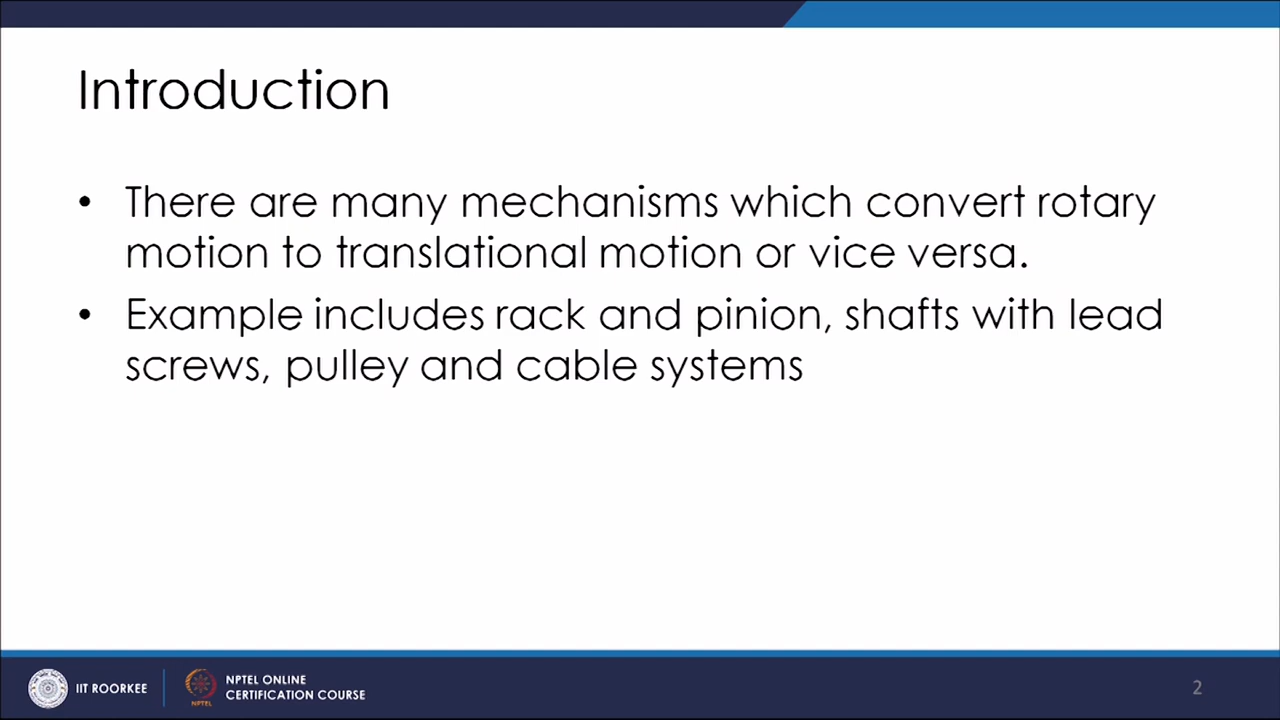 Introduction
• There are many mechanisms which convert rotary
motion to translational motion or vice versa.
• Example includes rack and pinion, shafts with lead
screws, pulley and cable systems
IIT ROORKEE
NPTEL ONLINE
CERTIFICATION COURSE
NPTEL
2